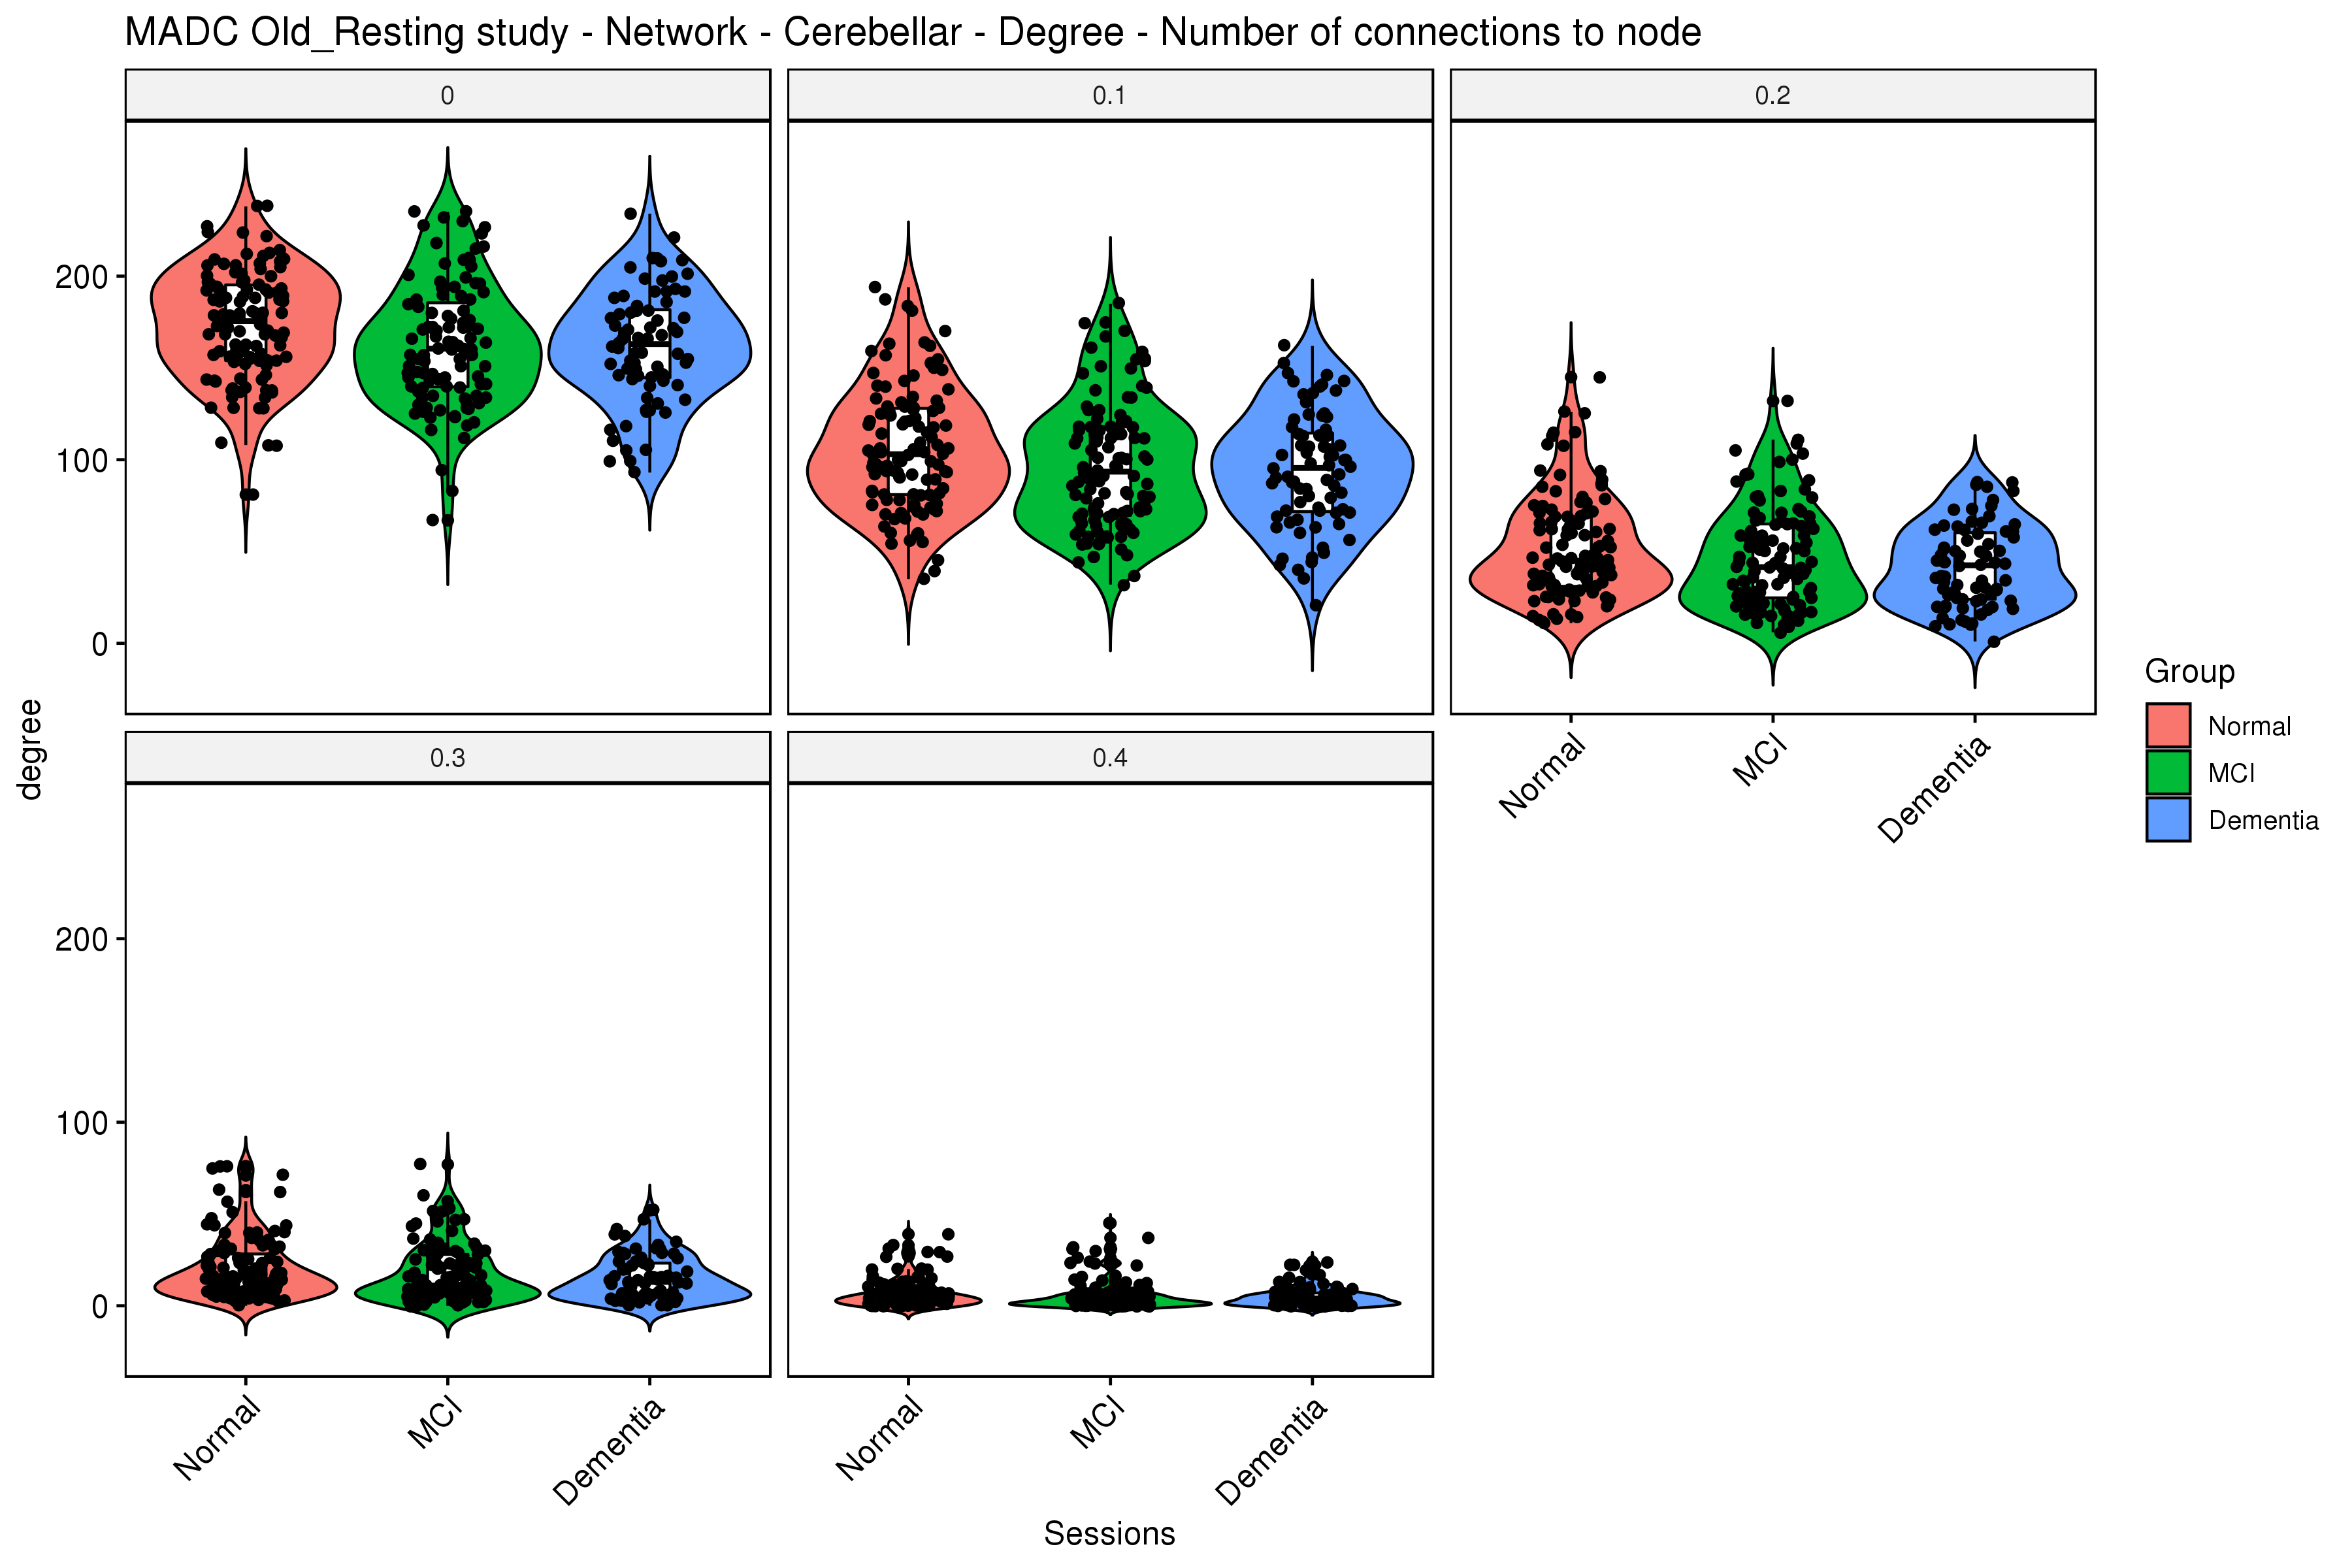 MADC Old_Resting study - Network - Cerebellar - Degree - Number of connections to node
0
0.1
0.2
200
100
0
Normal
MCI
Dementia
degree
Group
Normal
MCI
Dementia
0.3
0.4
200
100
0
Normal
MCI
Dementia
Normal
MCI
Dementia
Sessions